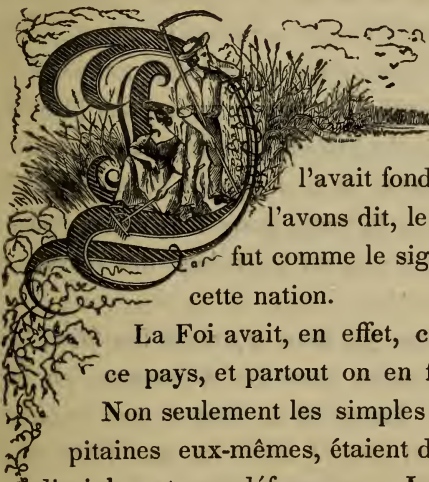 l'avait fond
l'avons dit, le
fut comme le sig
cette nation.
La Foi avait, en effet, c
ce pays, et partout on en f
Non seulement les simples
pitaines eux-mêmes, étaient d